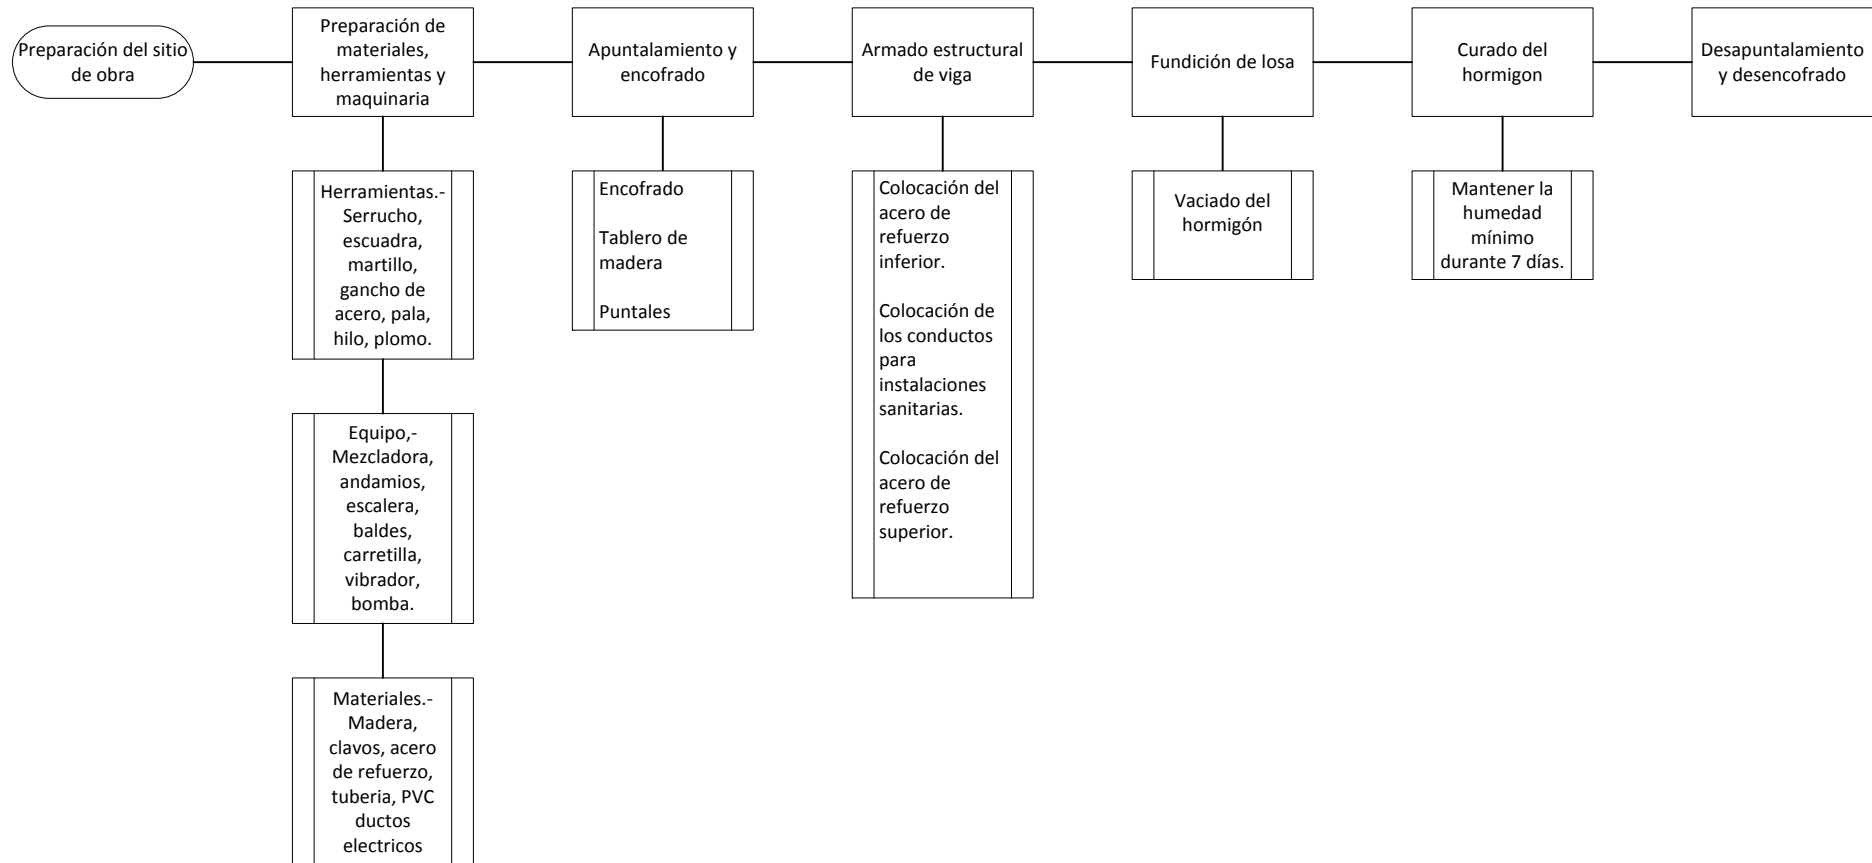 Preparación del sitio
de obra
Preparación de
materiales,
herramientas y
maquinaria
Apuntalamiento y
encofrado
Armado estructural
de viga
Fundición de losa
Curado del
hormigon
Desapuntalamiento
y desencofrado
Herramientas.-
Serrucho,
escuadra,
martillo,
gancho de
acero, pala,
hilo, plomo.
Equipo,-
Mezcladora,
andamios,
escalera,
baldes,
carretilla,
vibrador,
bomba.
Materiales.-
Madera,
clavos, acero
de refuerzo,
tuberia, PVC
ductos
electricos
Encofrado
Tablero de
madera
Puntales
Colocación del
acero de
refuerzo
inferior.
Colocación de
los conductos
para
instalaciones
sanitarias.
Colocación del
acero de
refuerzo
superior.
Vaciado del
hormigón
Mantener la
humedad
mínimo
durante 7 días.